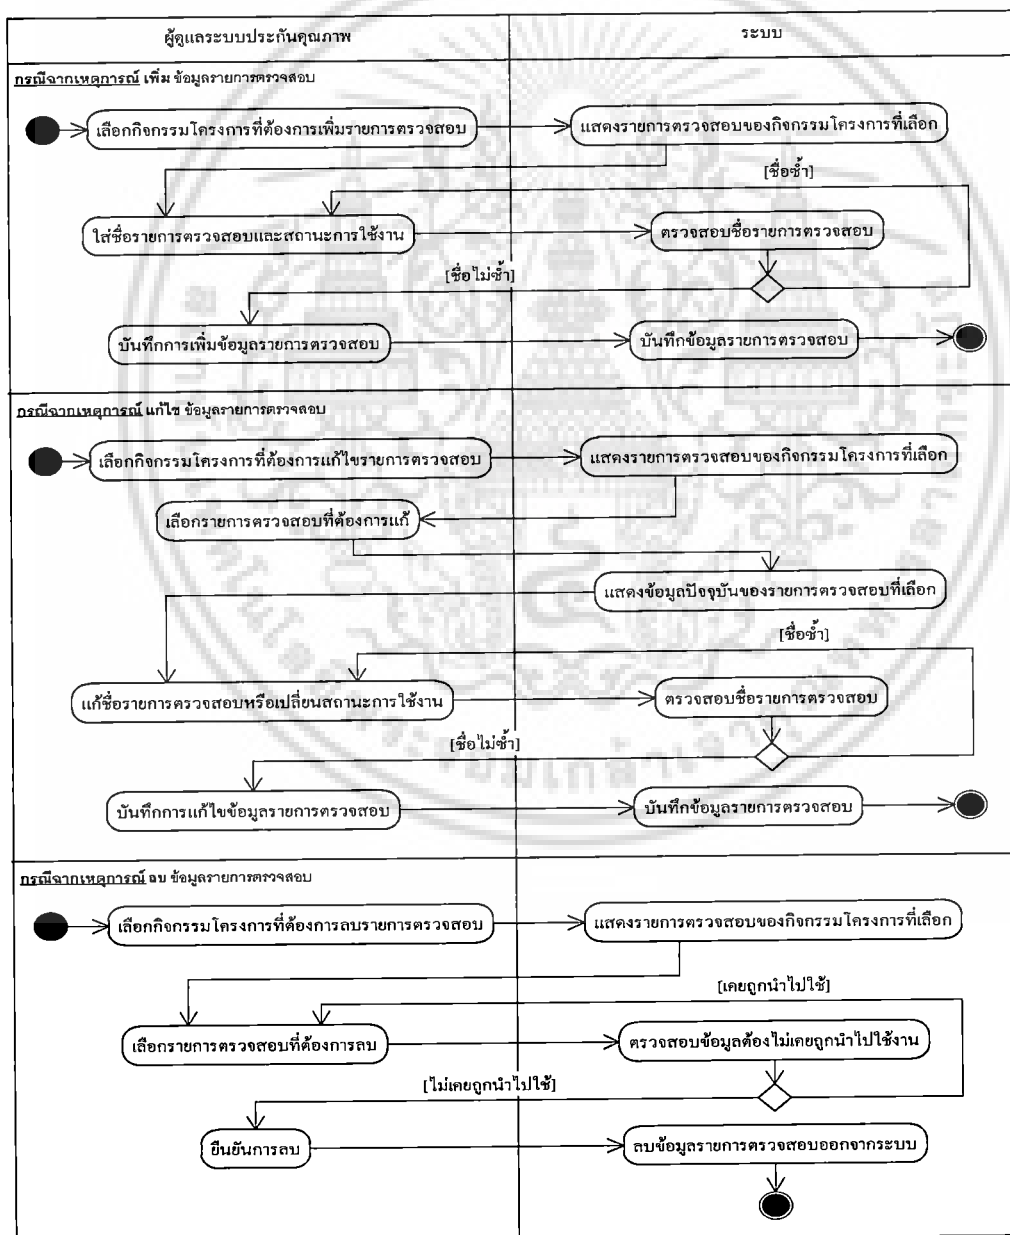 ผู้ดูแลระบบประกันคุณภาพ
ระบบ
กรณีจากเหตุการณ์ เพิ่ม ข้อมูลรายการตรวจสอบ
เลือกกิจกรรมโครงการที่ต้องการเพิ่มรายการตรวจสอบ
แสดงรายการตรวจสอบของกิจกรรมโครงการที่เลือก
[ชื่อซ้ำ]
ใส่ชื่อรายการตรวจสอบและสถานะการใช้งาน
ตรวจสอบชื่อรายการตรวจสอบ
[ชื่อไม่ซ้ำ]
บันทึกการเพิ่มข้อมูลรายการตรวจสอบ
บันทึกข้อมูลรายการตรวจสอบ
กรณีจากเหตุการณ์ แก้ไข ข้อมูลรายการตรวจสอบ
เลือกกิจกรรมโครงการที่ต้องการแก้ไขรายการตรวจสอบ
แสดงรายการตรวจสอบของกิจกรรมโครงการที่เลือก
เลือกรายการตรวจสอบที่ต้องการแก้
แสดงข้อมูลปัจจุบันของรายการตรวจสอบที่เลือก
[ชื่อซ้ำ]
แก้ชื่อรายการตรวจสอบหรือเปลี่ยนสถานะการใช้งาน
ตรวจสอบชื่อรายการตรวจสอบ
[ชื่อไม่ซ้ำ]
บันทึกการแก้ไขข้อมูลรายการตรวจสอบ
บันทึกข้อมูลรายการตรวจสอบ
กรณีจากเหตุการณ์ ลบ ข้อมูลรายการตรวจสอบ
เลือกกิจกรรมโครงการที่ต้องการลบรายการตรวจสอบ
แสดงรายการตรวจสอบของกิจกรรมโครงการที่เลือก
[เคยถูกนำไปใช้]
เลือกรายการตรวจสอบที่ต้องการลบ
ตรวจสอบข้อมูลต้องไม่เคยถูกนำไปใช้งาน
[ไม่เคยถูกนำไปใช้]
ยืนยันการลบ
ลบข้อมูลรายการตรวจสอบออกจากระบบ